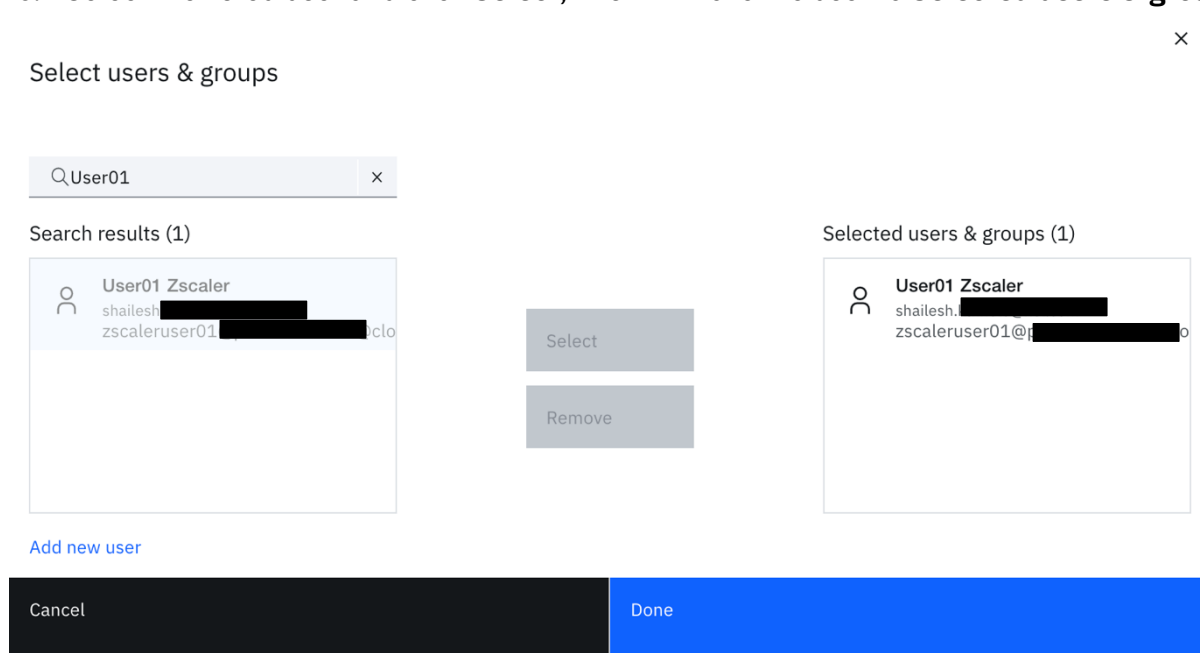 Select users & groups
User01
Search results (1)
User01 Zscaler
shailesh
zscaleruser01
@clo
Select
Remove
Selected users & groups (1)
User01 Zscaler
shailesh.
zscaleruser01@p
o
Add new user
Cancel
Done